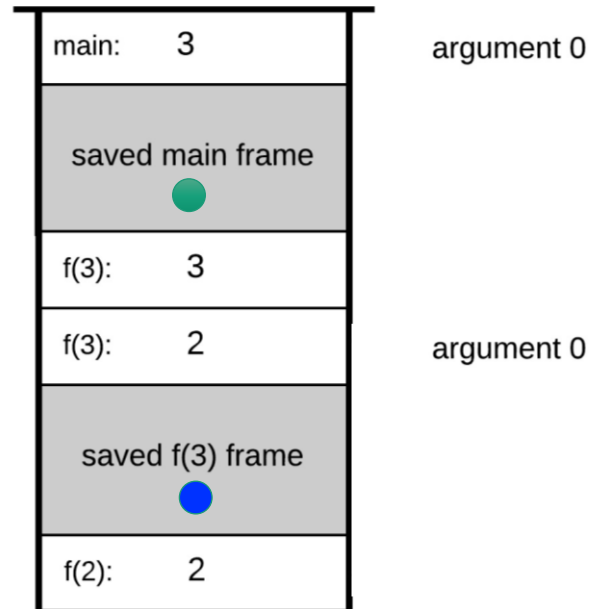 main: 3 argument 0
saved main frame
f(3): 3
f(3): 2 argument 0
saved f(3) frame
f(2): 2